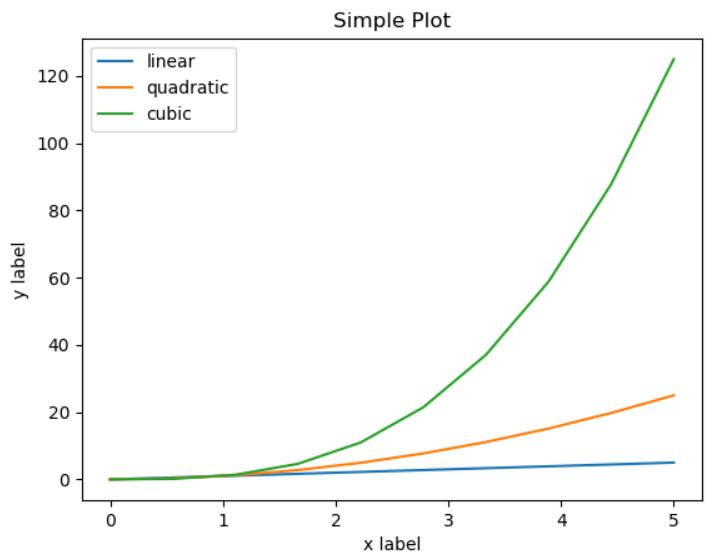 Simple Plot
linear
quadratic
cubic
120
100
80
60
40
20
0
y label
0 1 2 3 4 5
x label